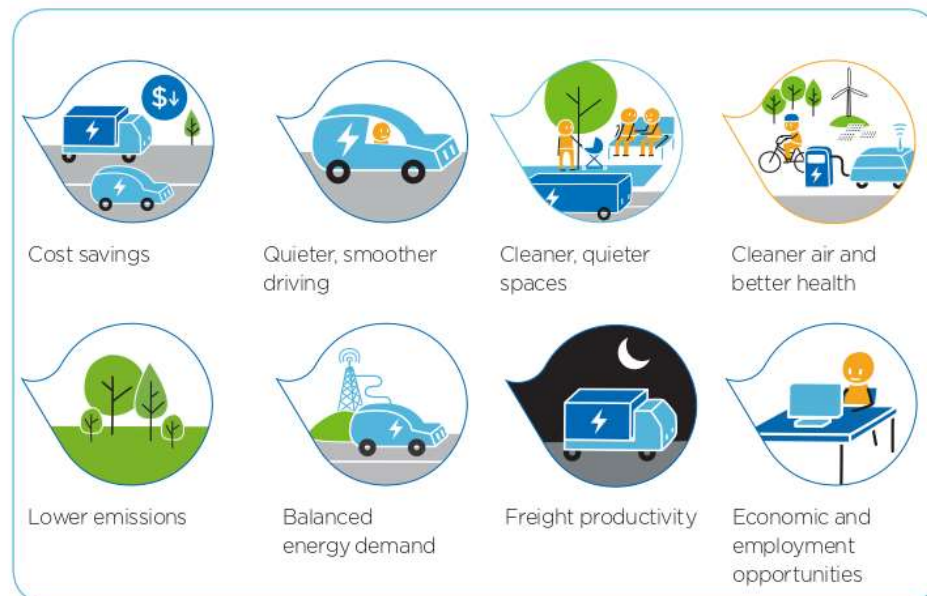 $↓
Cost savings
Quieter, smoother
driving
Cleaner, quieter
spaces
Cleaner air and
better health
Lower emissions
Balanced
energy demand
Freight productivity
Economic and
employment
opportunities